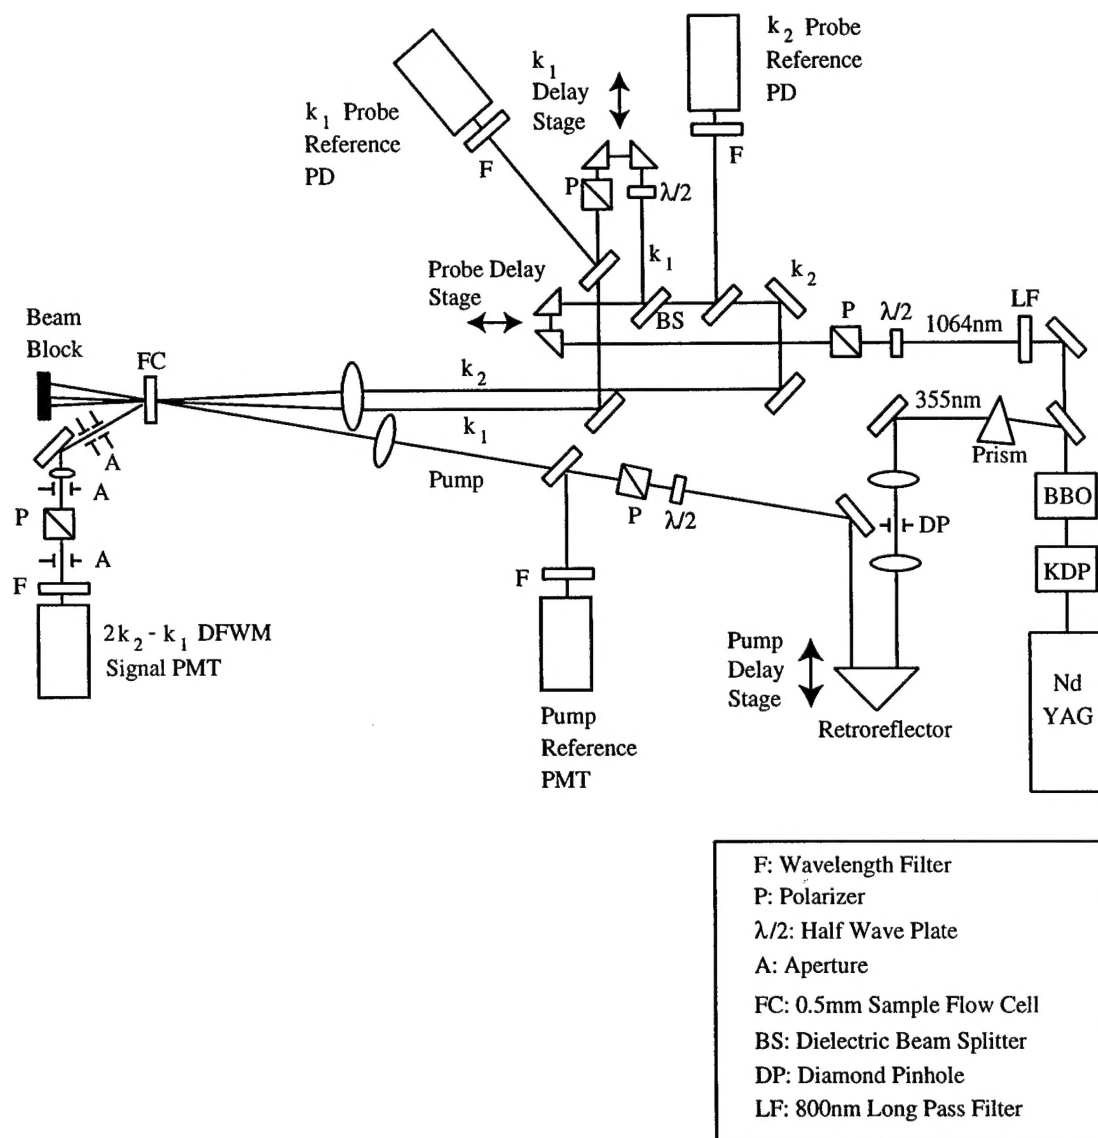 k₂ Probe
Reference
PD
k₁
Delay
Stage
k₁ Probe
Reference
PD
F
F
P
λ/2
k₁
k₂
Probe Delay
Stage
BS
P
λ/2
1064nm
LF
Beam
Block
FC
k₂
k₁
355nm
Prism
A
Pump
A
P
λ/2
DP
BBO
P
A
F
F
KDP
2k₂ - k₁ DFWM
Signal PMT
Pump
Delay
Stage
Nd
YAG
Retroreflector
Pump
Reference
PMT
F: Wavelength Filter
P: Polarizer
λ/2: Half Wave Plate
A: Aperture
FC: 0.5mm Sample Flow Cell
BS: Dielectric Beam Splitter
DP: Diamond Pinhole
LF: 800nm Long Pass Filter